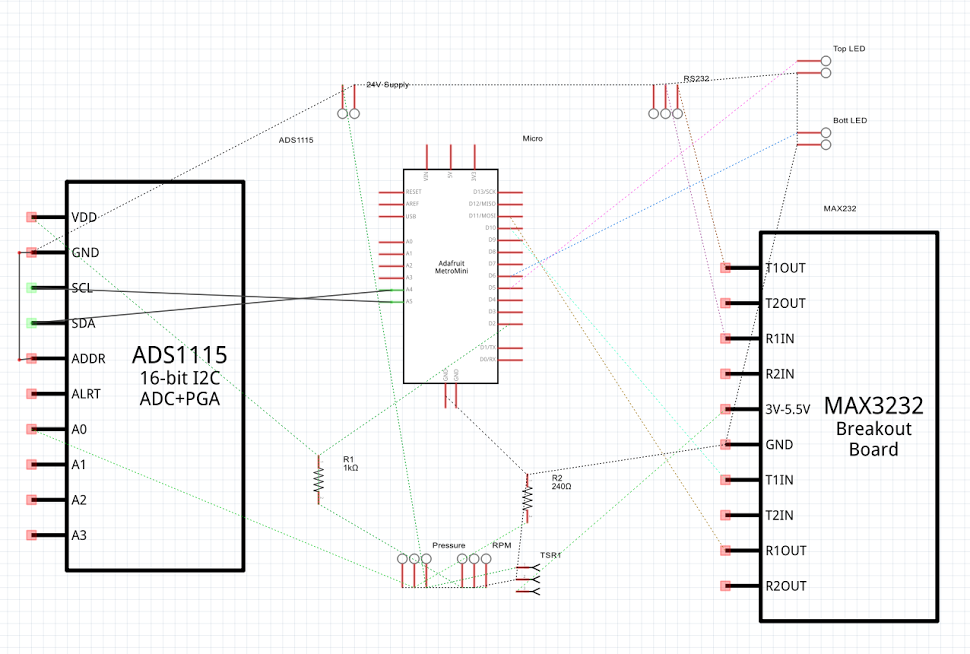 Top LED
24V Supply
RS232
Bott LED
ADS1115
Micro
MAX232
VIN
5V
3V3
RESET
AREF
USB
A0
A1
A2
A3
A4
A5
D13/SCK
D12/MISO
D11/MOSI
D10
D9
D8
D7
D6
D5
D4
D3
D2
D1/TX
D0/RX
GND
GND
Adafruit
MetroMini
VDD
GND
SCL
SDA
ADDR
ALRT
A0
A1
A2
A3
ADS1115
16-bit I2C
ADC+PGA
T1OUT
T2OUT
R1IN
R2IN
3V-5.5V
GND
T1IN
T2IN
R1OUT
R2OUT
MAX3232
Breakout
Board
R1
1kΩ
R2
240Ω
Pressure
RPM
TSR1